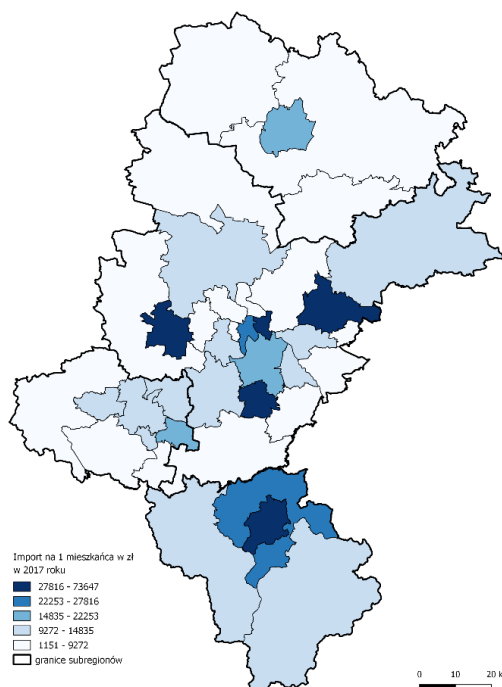 Import na 1 mieszkańca w zł
w 2017 roku
27816 - 73647
22253 - 27816
14835 - 22253
9272 - 14835
1151 - 9272
granice subregionów
0 10 20 k